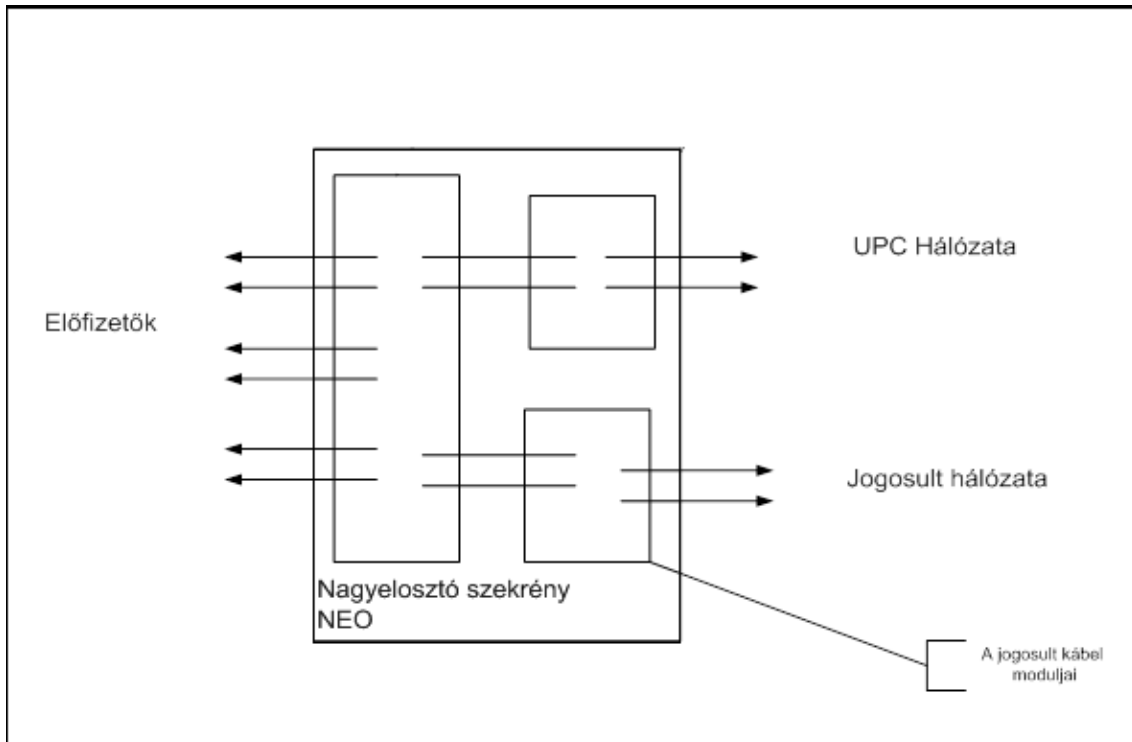 UPC Hálózata
Előfizetők
Jogosult hálózata
Nagyelosztó szekrény
NEO
A jogosult kábel
moduljai